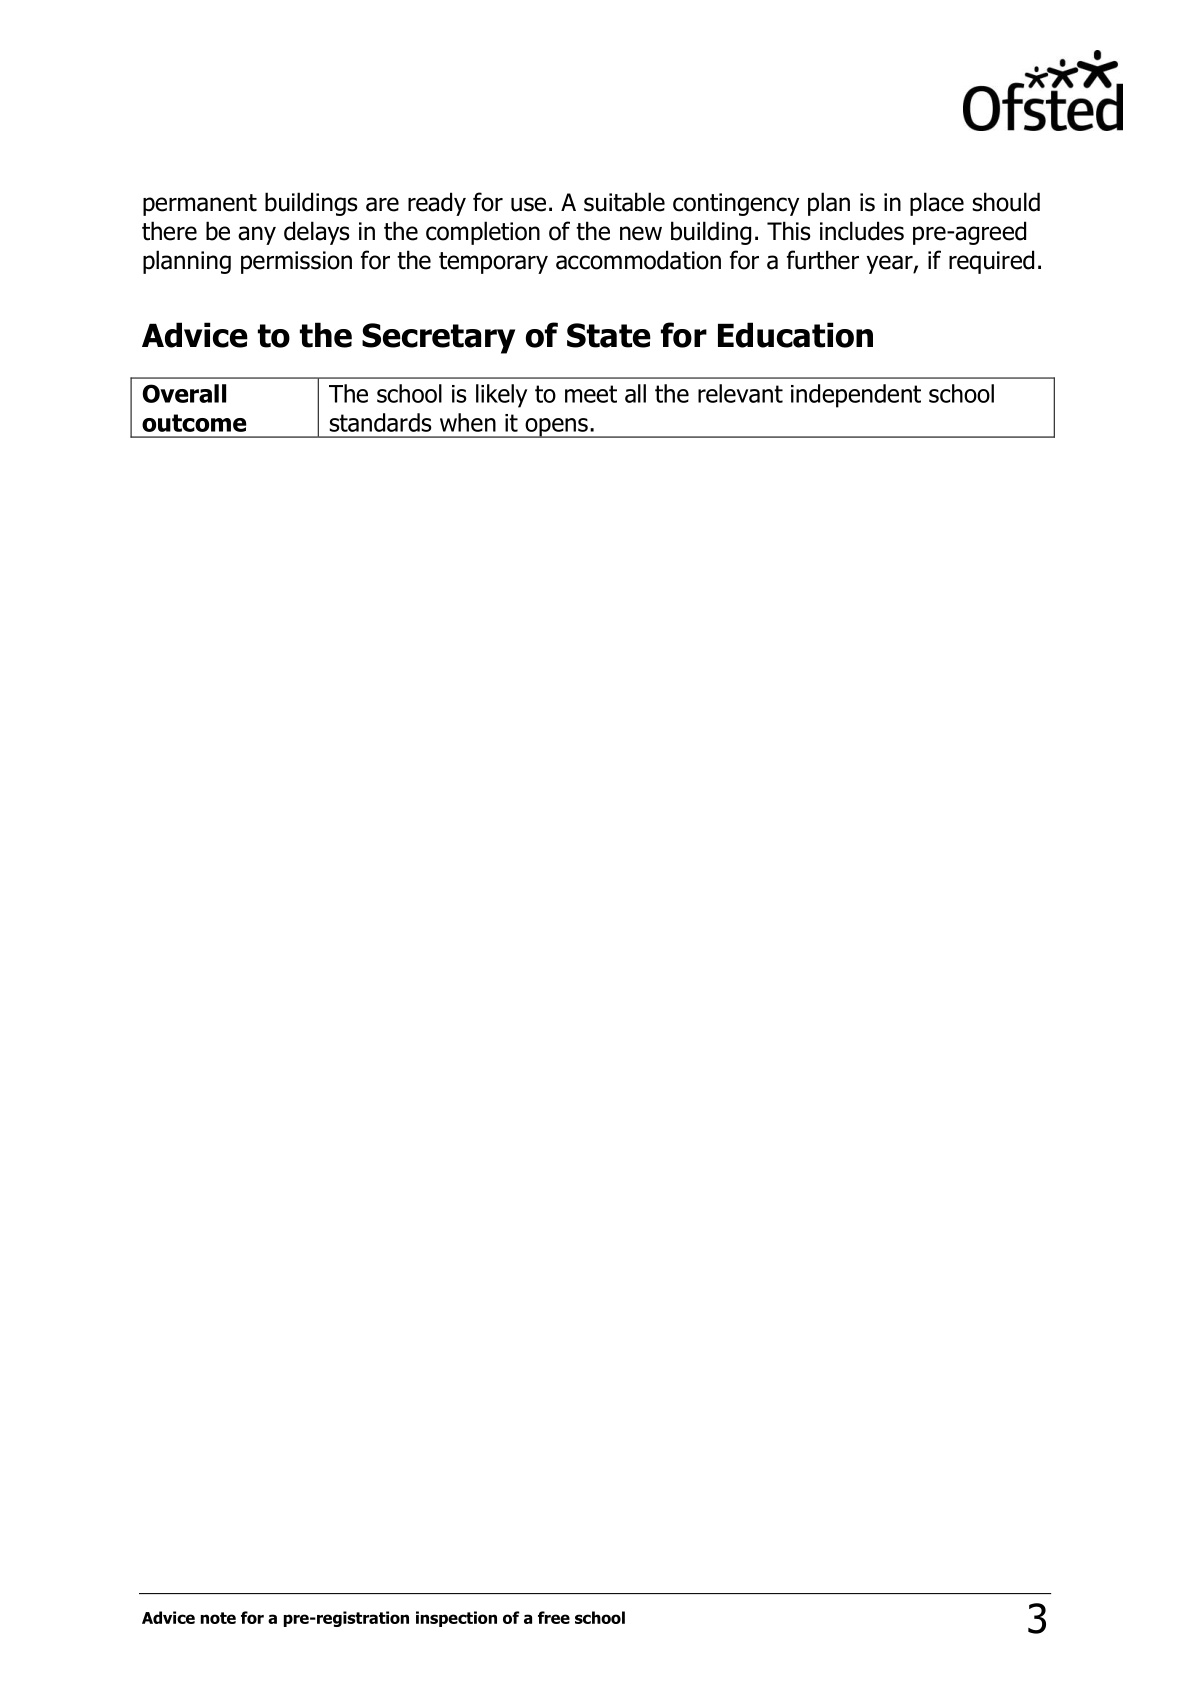 Ofsted
permanent buildings are ready for use. A suitable contingency plan is in place should
there be any delays in the completion of the new building. This includes pre-agreed
planning permission for the temporary accommodation for a further year, if required.
Advice to the Secretary of State for Education
Overall
outcome
The school is likely to meet all the relevant independent school
standards when it opens.
Advice note for a pre-registration inspection of a free school
3